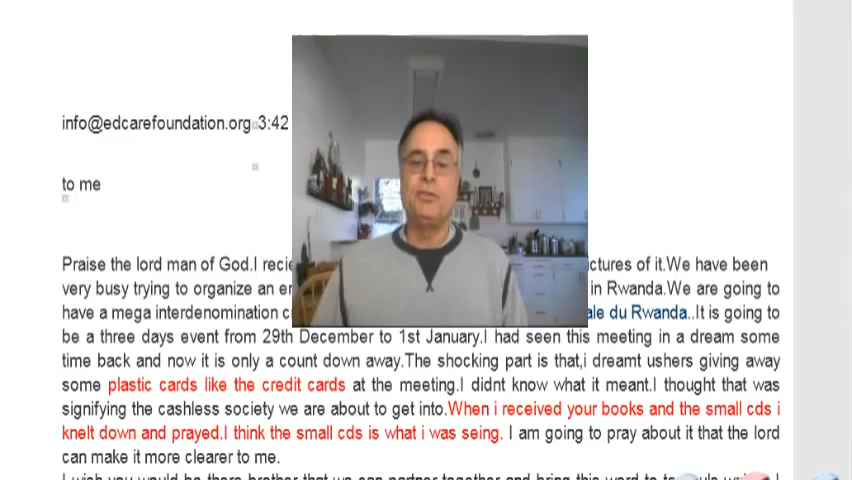 info@edcarefoundation.org 3:42
to me
Praise the lord man of God.I ictures of it.We have been
very busy trying to organize an in Rwanda.We are going to
have a mega interdenomination du Rwanda..It is going to
be a three days event from 29th December to 1st January.I had seen this meeting in a dream some
time back and now it is only a count down away.The shocking part is that,i dreamt ushers giving away
some plastic cards like the credit cards at the meeting.I didnt know what it meant.I thought that was
signifying the cashless society we are about to get into.When i received your books and the small cds i
knelt down and prayed.I think the small cds is what i was seing. I am going to pray about it that the lord
can make it more clearer to me.